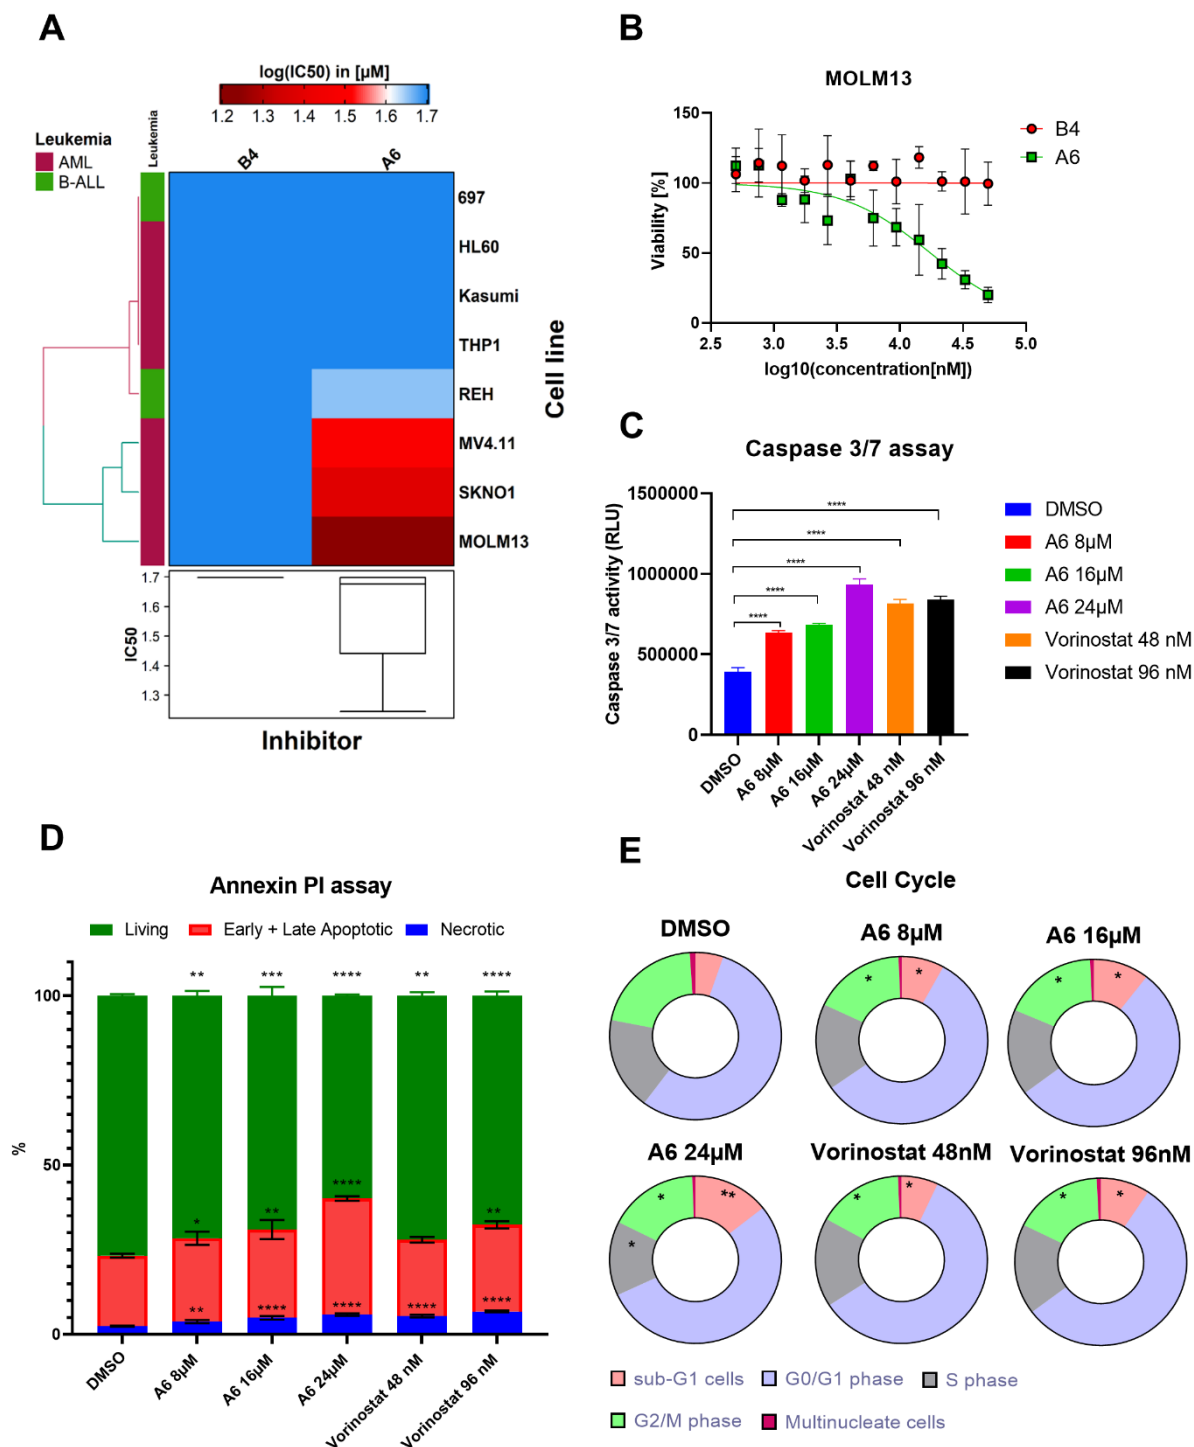 A
log(IC50) in [µM]
1.2 1.3 1.4 1.5 1.6 1.7
Leukemia
AML
B-ALL
Leukemia
B4
A6
697
HL60
Kasumi
THP1
REH
MV4.11
SKNO1
MOLM13
Cell line
IC50
1.7
1.6
1.5
1.4
1.3
Inhibitor
B
MOLM13
Viability [%]
150
100
50
0
2.5 3.0 3.5 4.0 4.5 5.0
log10(concentration[nM])
B4
A6
C
Caspase 3/7 assay
Caspase 3/7 activity (RLU)
1500000
1000000
500000
0
****
****
****
****
****
DMSO
A6 8µM
A6 16µM
A6 24µM
Vorinostat 48 nM
Vorinostat 96 nM
DMSO
A6 8µM
A6 16µM
A6 24µM
Vorinostat 48 nM
Vorinostat 96 nM
D
Annexin PI assay
Living
Early + Late Apoptotic
Necrotic
%
100
50
0
** *** **** ** ****
* ** **** **
** **** **** **** ****
DMSO
A6 8µM
A6 16µM
A6 24µM
Vorinostat 48 nM
Vorinostat 96 nM
E
Cell Cycle
DMSO
A6 8µM
* *
A6 16µM
* *
A6 24µM
* ** *
Vorinostat 48nM
* *
Vorinostat 96nM
* *
sub-G1 cells
G0/G1 phase
S phase
G2/M phase
Multinucleate cells